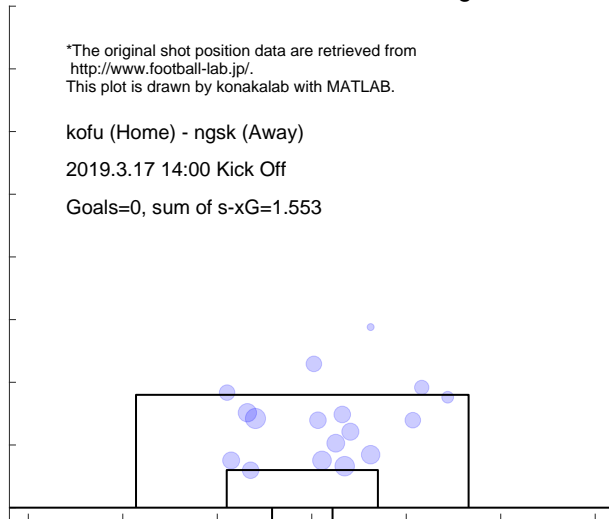 *The original shot position data are retrieved from
http://www.football-lab.jp/.
This plot is drawn by konakalab with MATLAB.
kofu (Home) - ngsk (Away)
2019.3.17 14:00 Kick Off
Goals=0, sum of s-xG=1.553